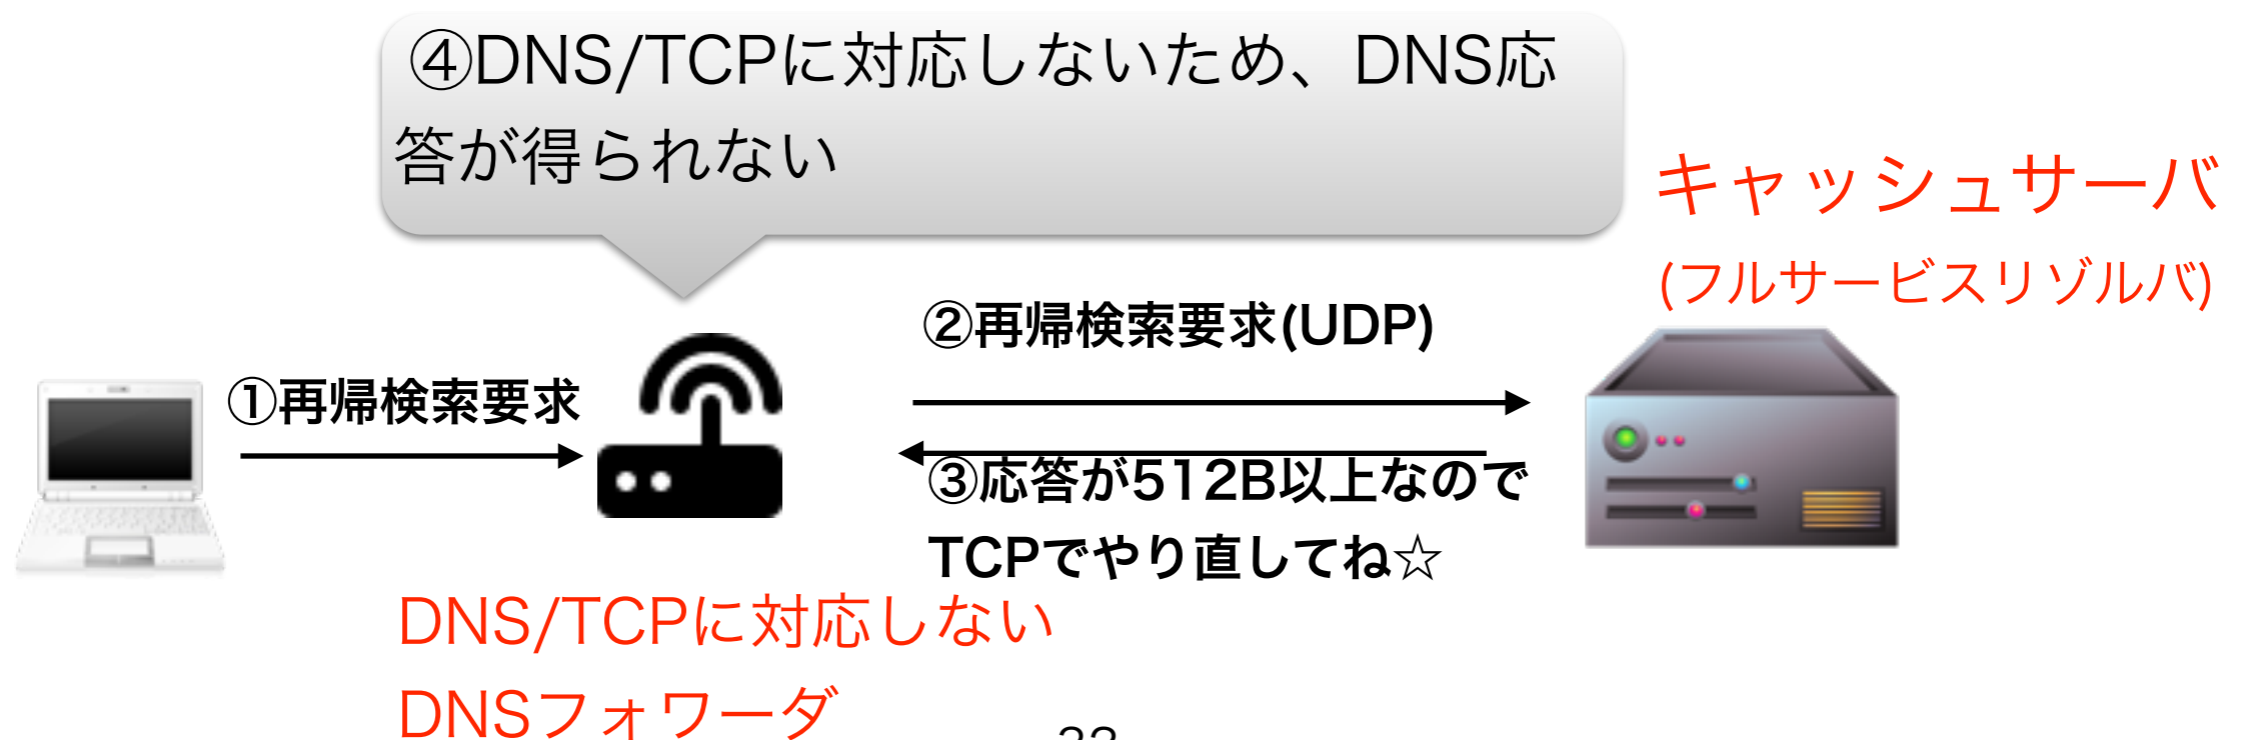 ④DNS/TCPに対応しないため、DNS応
答が得られない
キャッシュサーバ
(フルサービスリゾルバ)
②再帰検索要求(UDP)
①再帰検索要求
③応答が512B以上なので
TCPでやり直してね☆
DNS/TCPに対応しない
DNSフォワーダ